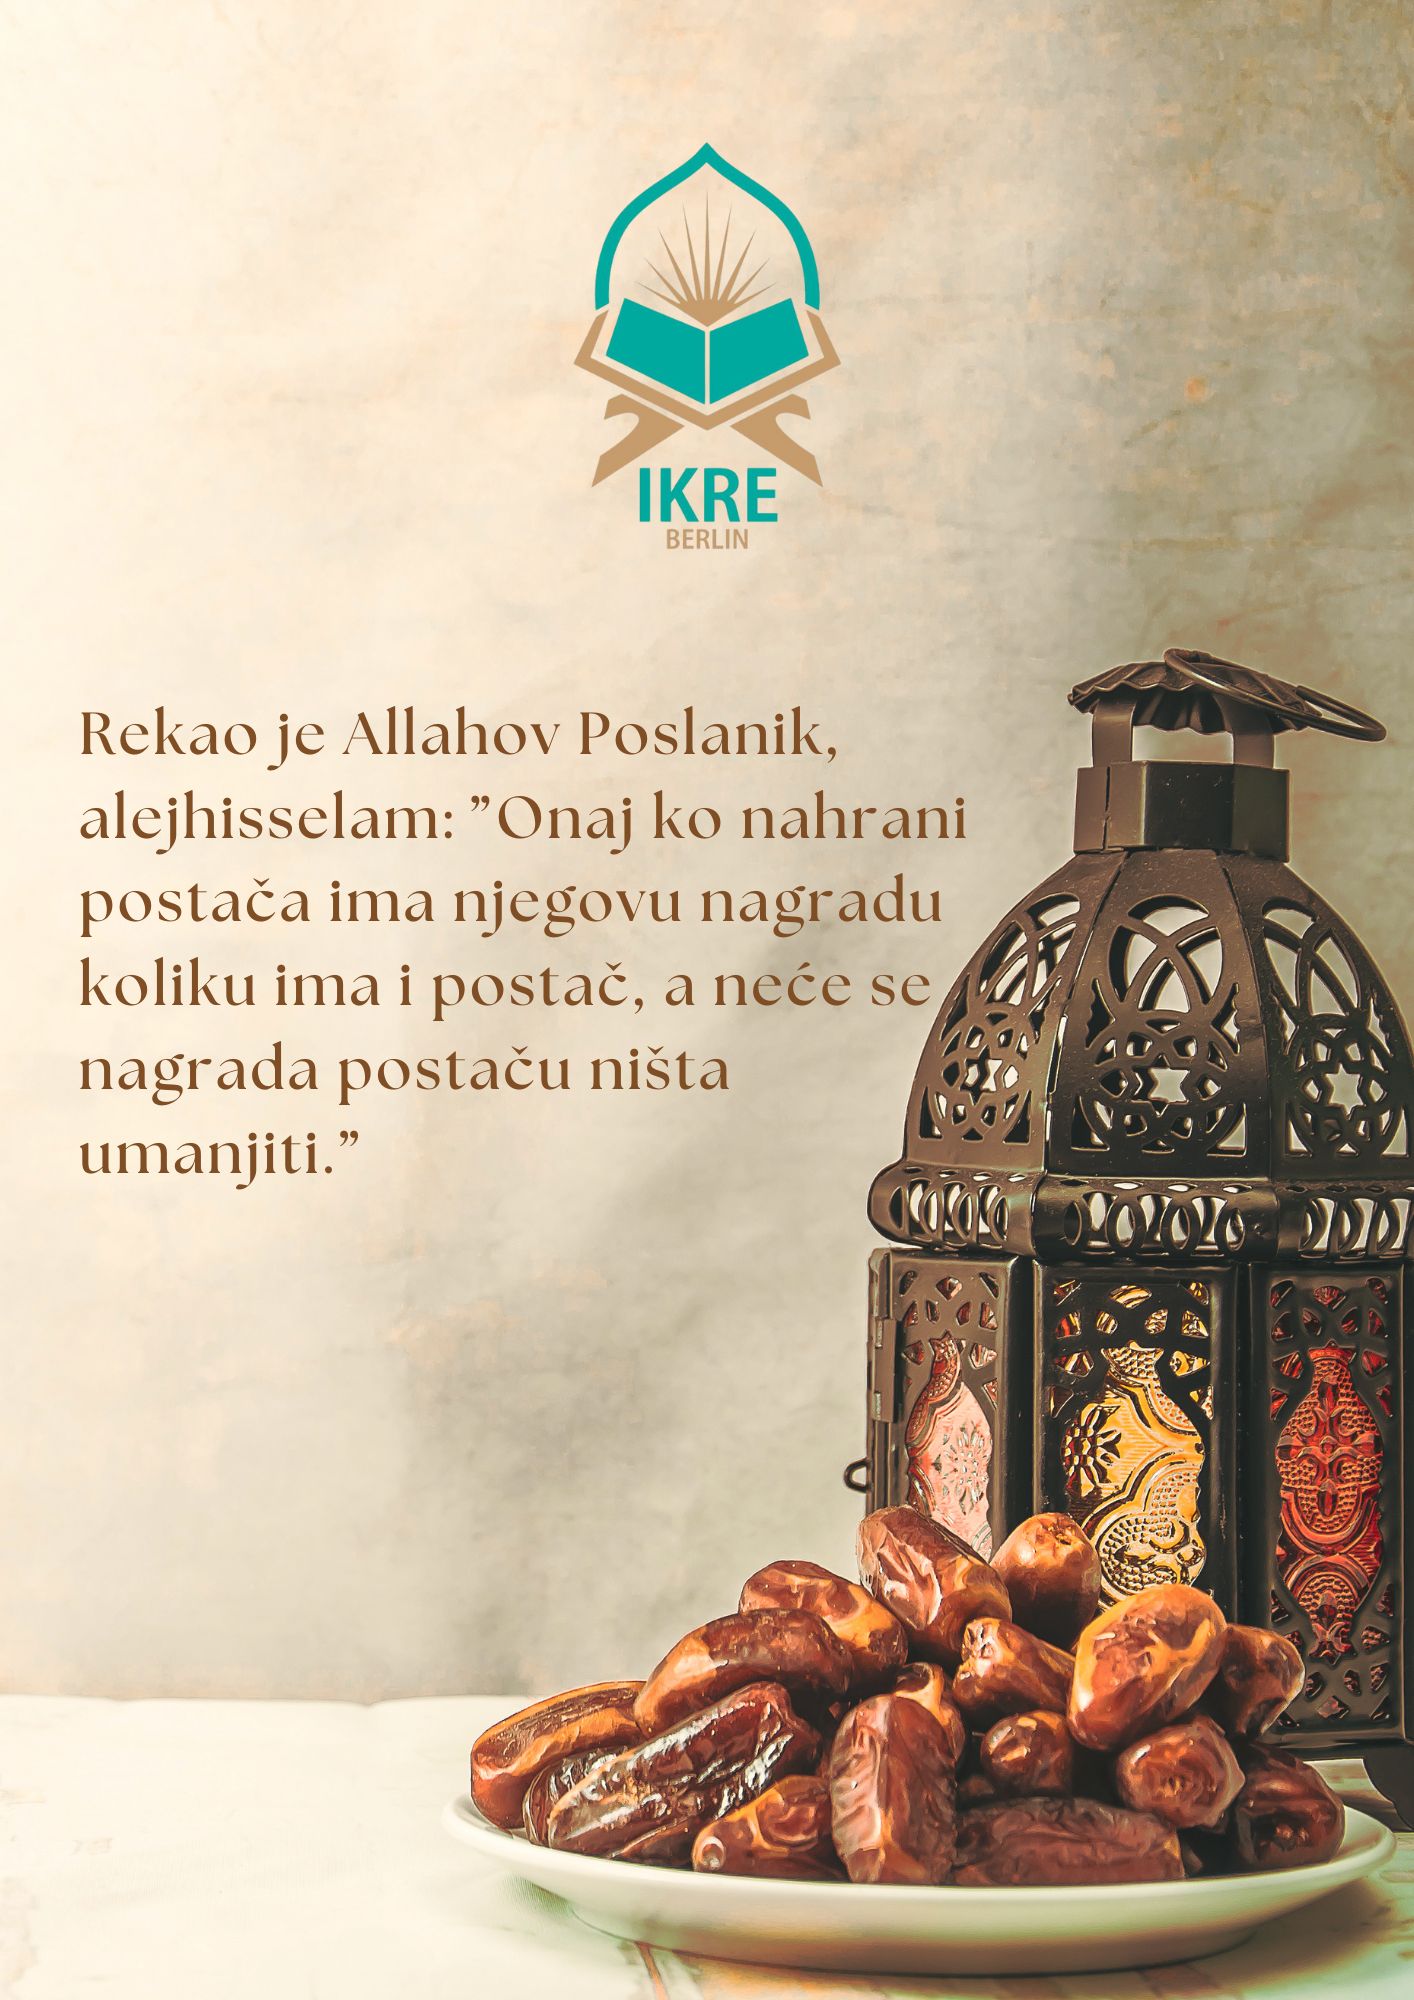 IKRE
BERLIN
Rekao je Allahov Poslanik,
alejhisselam: ”Onaj ko nahrani
postača ima njegovu nagradu
koliku ima i postač, a neće se
nagrada postaču ništa
umanjiti.”